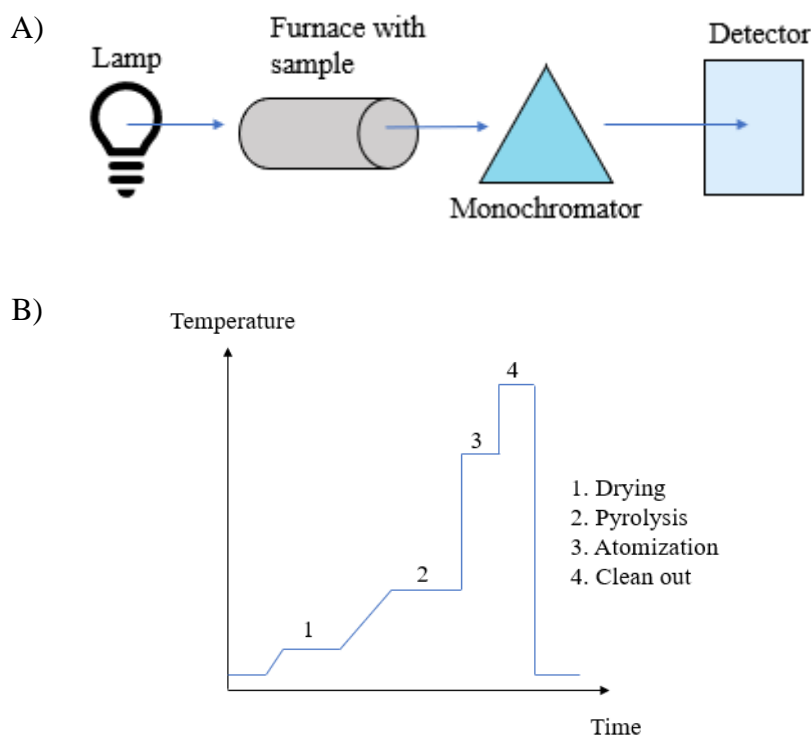 A)
Lamp
Furnace with
sample
Monochromator
Detector
B)
Temperature
1
2
3
4
1. Drying
2. Pyrolysis
3. Atomization
4. Clean out
Time